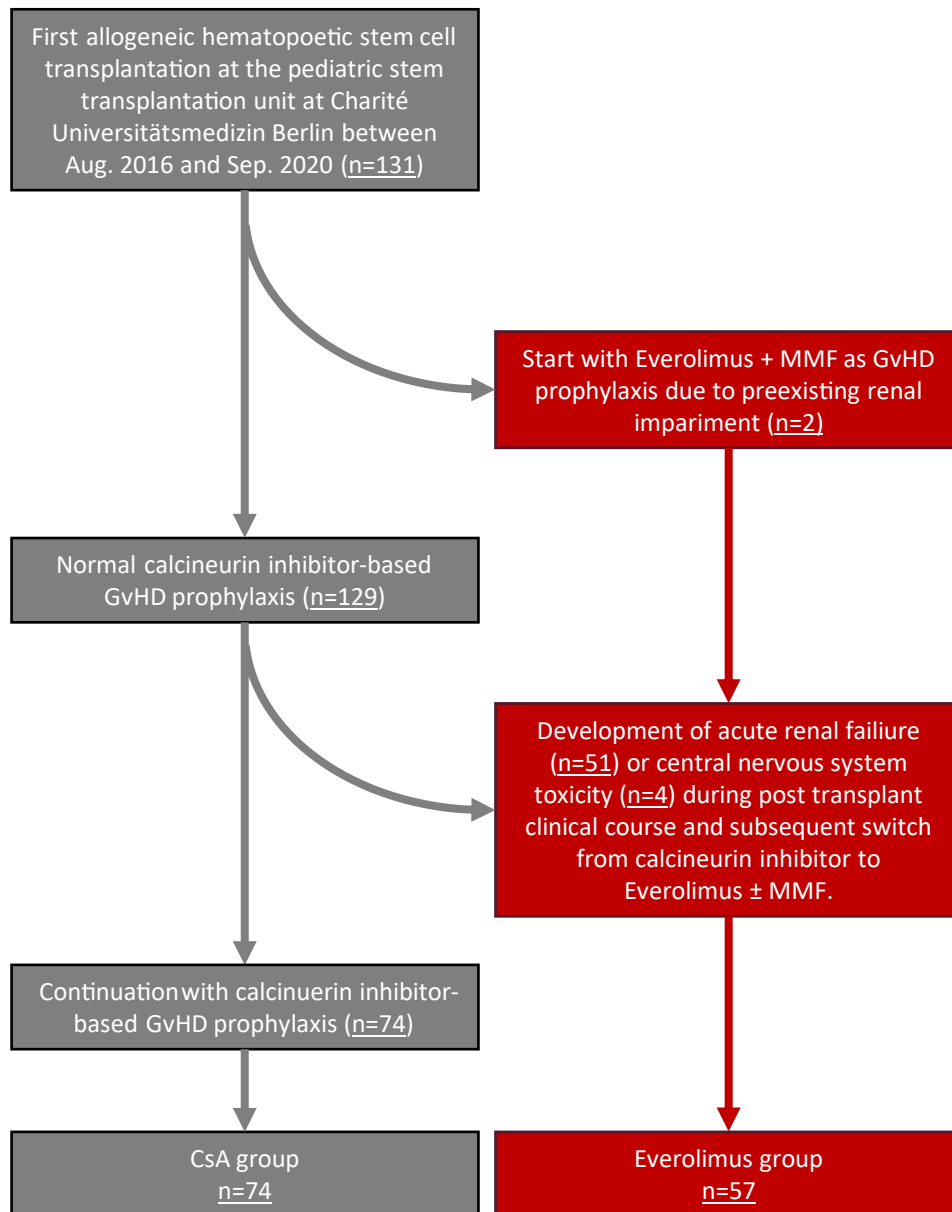 First allogeneic hematopoetic stem cell
transplantation at the pediatric stem
transplantation unit at Charité
Universitätsmedizin Berlin between
Aug. 2016 and Sep. 2020 (n=131)
Start with Everolimus + MMF as GvHD
prophylaxis due to preexisting renal
impariment (n=2)
Normal calcineurin inhibitor-based
GvHD prophylaxis (n=129)
Development of acute renal failiure
(n=51) or central nervous system
toxicity (n=4) during post transplant
clinical course and subsequent switch
from calcineurin inhibitor to
Everolimus ± MMF.
Continuation with calcinuerin inhibitor-
based GvHD prophylaxis (n=74)
CsA group
n=74
Everolimus group
n=57